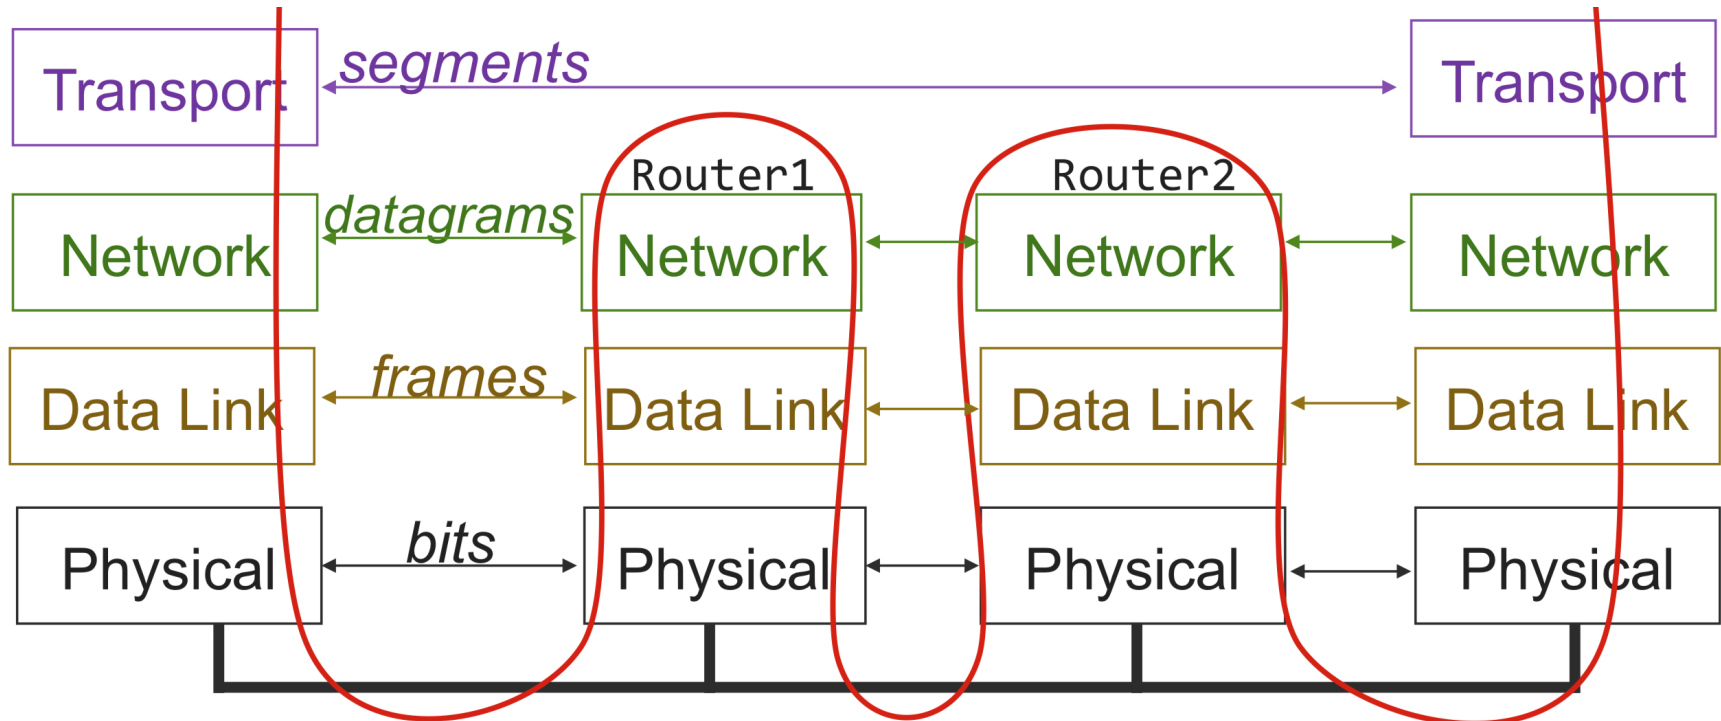 Transport segments Transport
Router1 Router2
Network datagrams Network Network Network
Data Link frames Data Link Data Link Data Link
Physical bits Physical Physical Physical